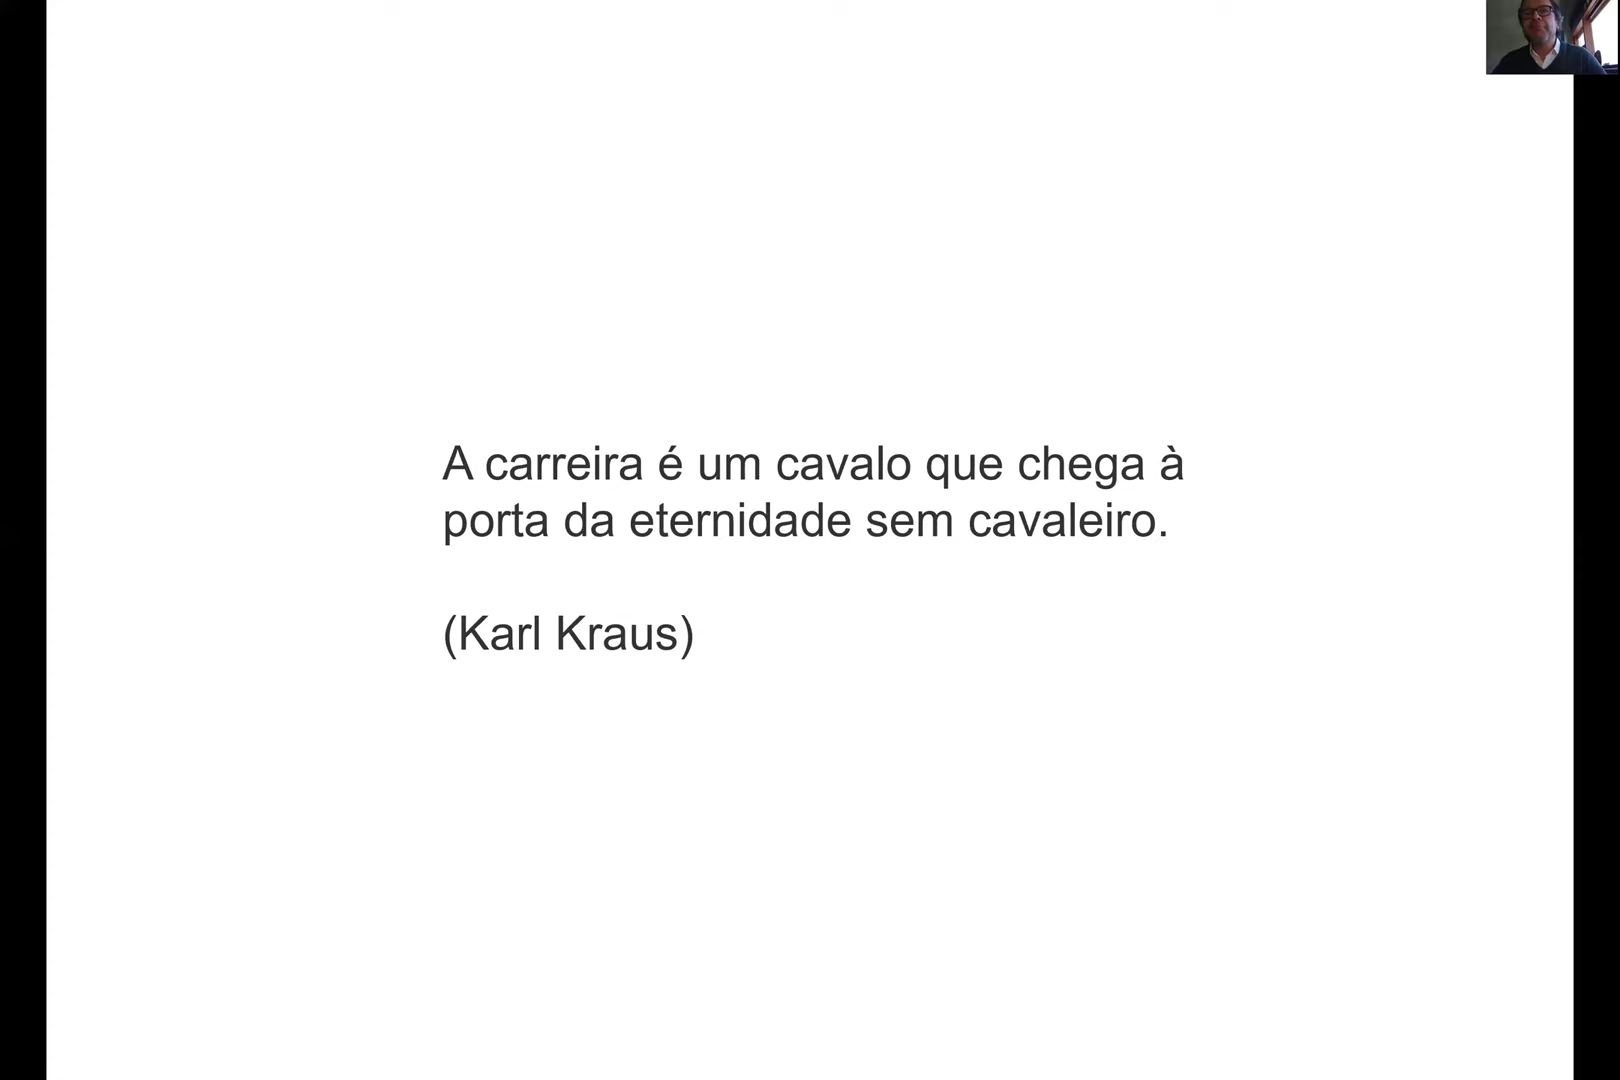 A carreira é um cavalo que chega à
porta da eternidade sem cavaleiro.
(Karl Kraus)